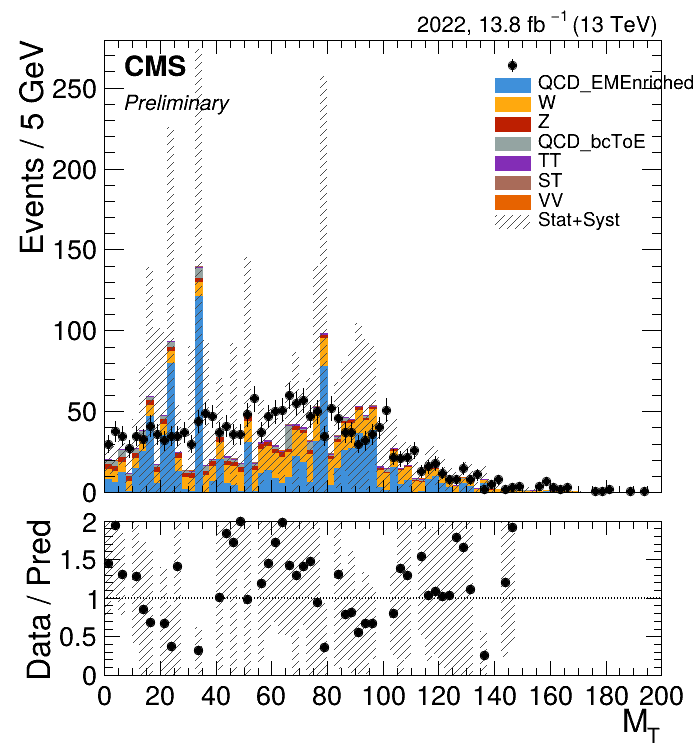 2022, 13.8 fb⁻¹ (13 TeV)
CMS
Preliminary
QCD_EMEnriched
W
Z
QCD_bcToE
TT
ST
VV
Stat+Syst
Events / 5 GeV
250
200
150
100
50
0
Data / Pred
2
1.5
1
0.5
0
0 20 40 60 80 100 120 140 160 180 200
M_T